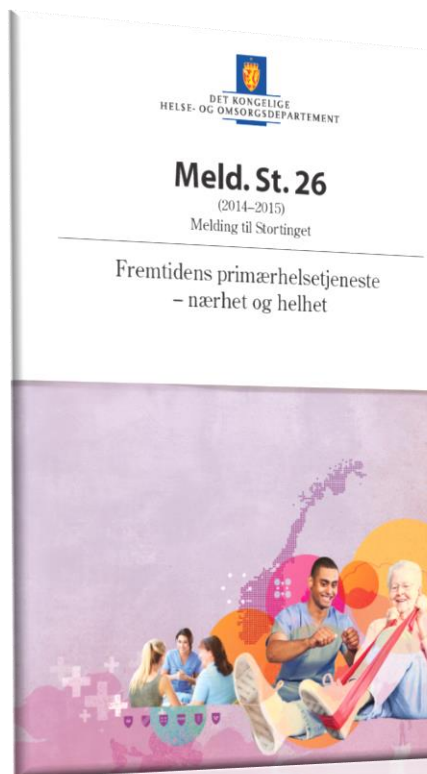 DET KONGELIGE
HELSE- OG OMSORGSDEPARTEMENT
Meld. St. 26
(2014–2015)
Melding til Stortinget
Fremtidens primærhelsetjeneste
– nærhet og helhet